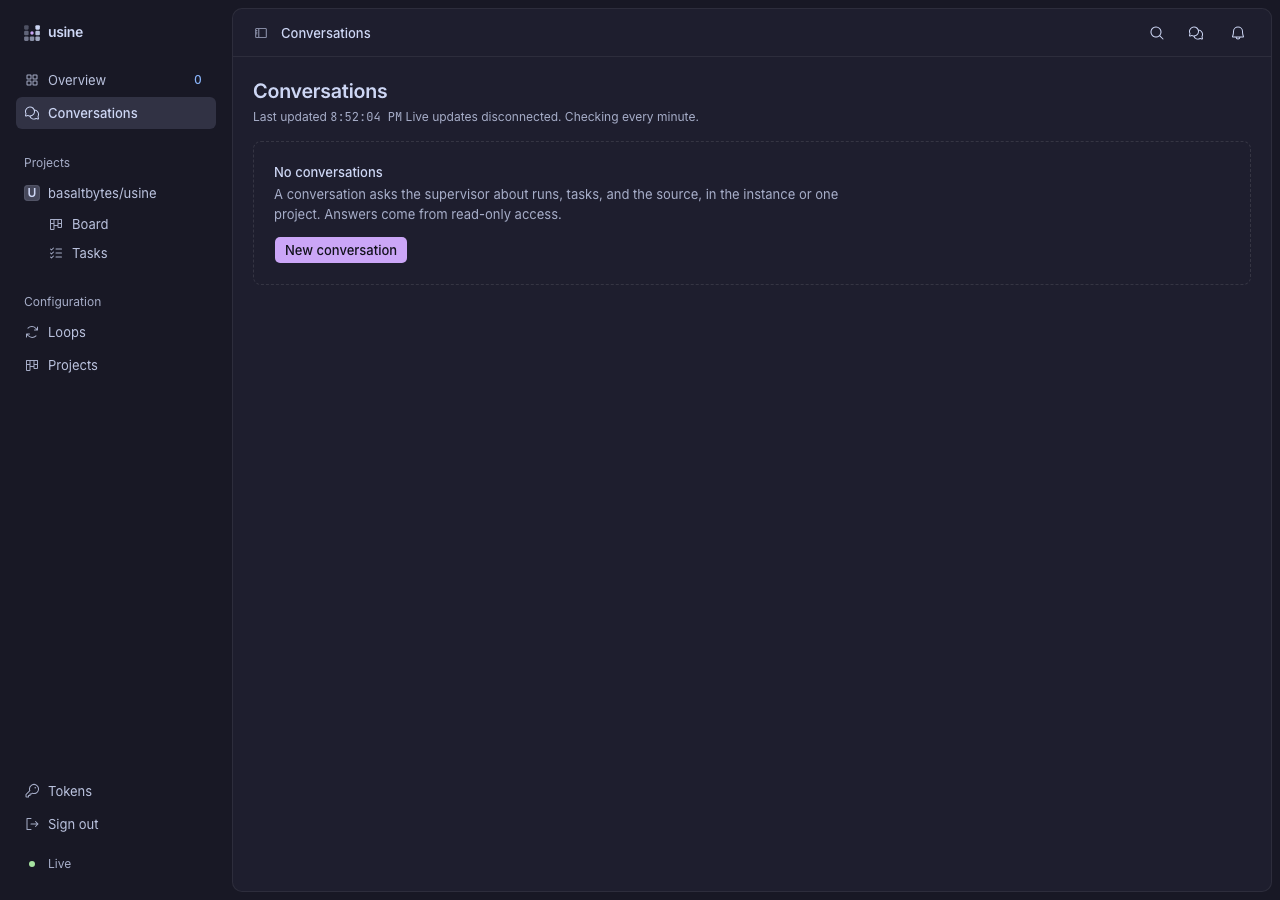 usine
Overview 0
Conversations
Projects
U basaltbytes/usine
Board
Tasks
Configuration
Loops
Projects
Tokens
Sign out
Live
Conversations
Conversations
Last updated 8:52:04 PM Live updates disconnected. Checking every minute.
No conversations
A conversation asks the supervisor about runs, tasks, and the source, in the instance or one
project. Answers come from read-only access.
New conversation